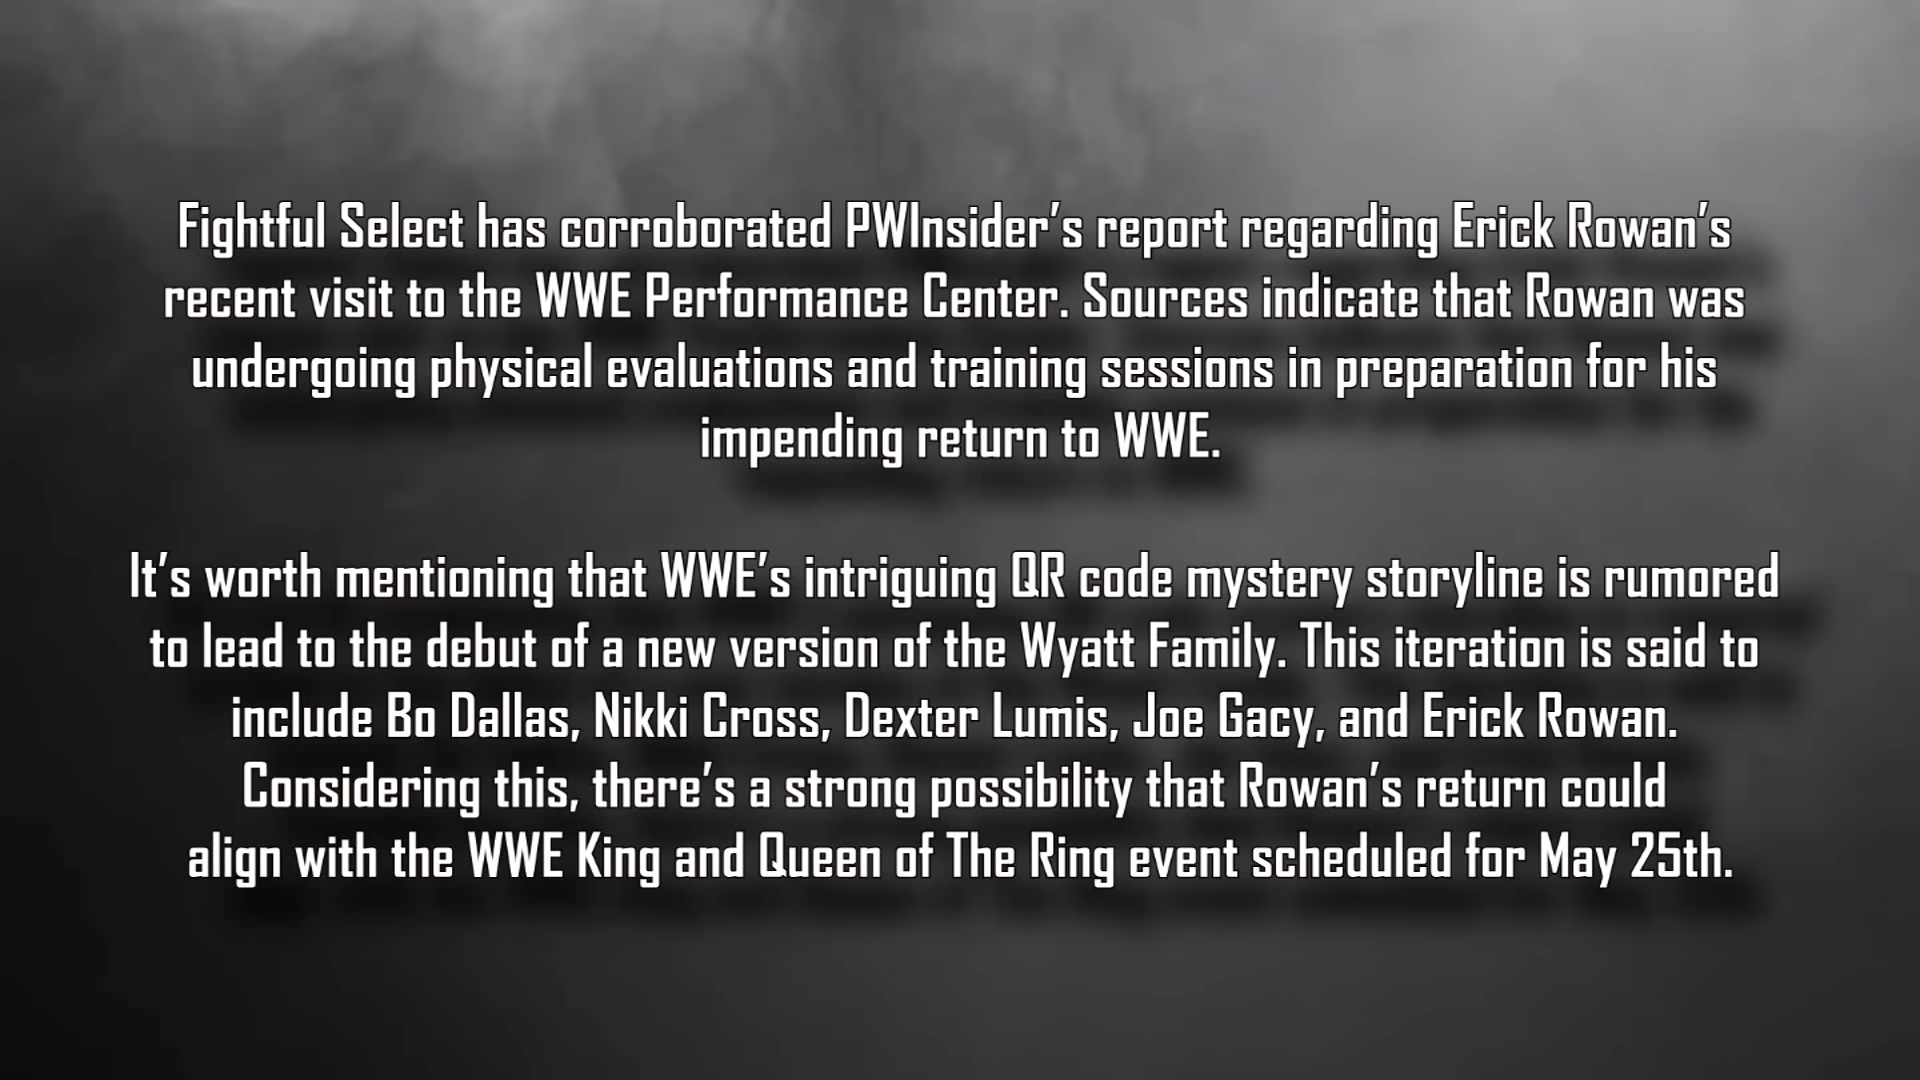 Fightful Select has corroborated PWInsider’s report regarding Erick Rowan’s
recent visit to the WWE Performance Center. Sources indicate that Rowan was
undergoing physical evaluations and training sessions in preparation for his
impending return to WWE.
It’s worth mentioning that WWE’s intriguing QR code mystery storyline is rumored
to lead to the debut of a new version of the Wyatt Family. This iteration is said to
include Bo Dallas, Nikki Cross, Dexter Lumis, Joe Gacy, and Erick Rowan.
Considering this, there’s a strong possibility that Rowan’s return could
align with the WWE King and Queen of The Ring event scheduled for May 25th.